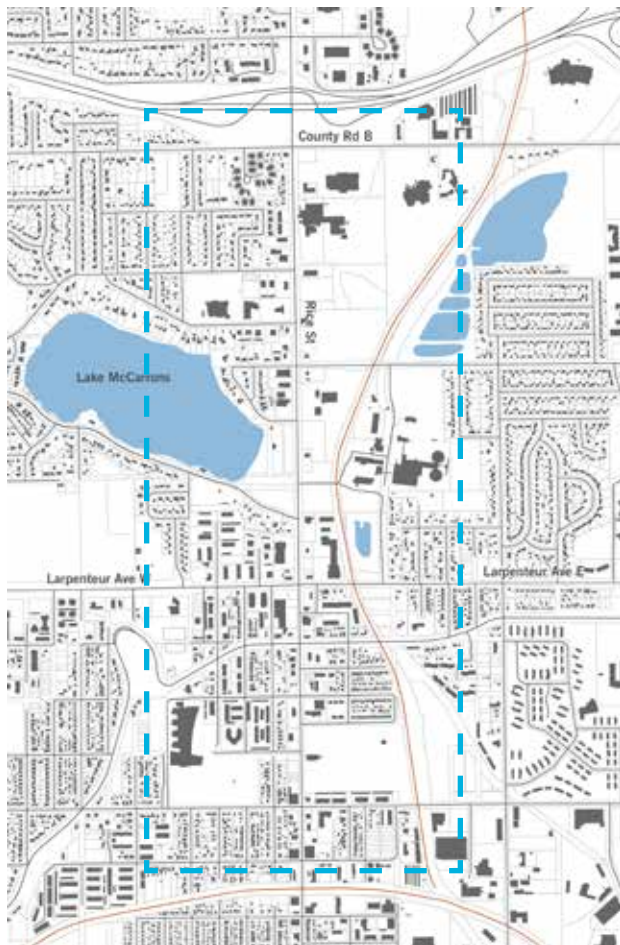 County Rd B
Rice St
Lake McCarrons
Larpenteur Ave W
Larpenteur Ave E